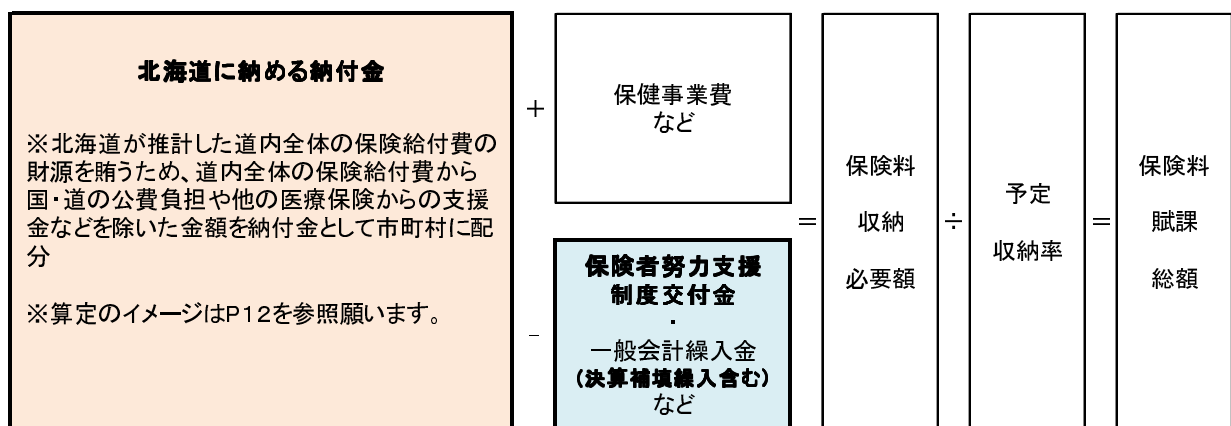 北海道に納める納付金
※北海道が推計した道内全体の保険給付費の
財源を賄うため、道内全体の保険給付費から
国・道の公費負担や他の医療保険からの支援
金などを除いた金額を納付金として市町村に配
分
※算定のイメージはP12を参照願います。
＋
保健事業費
など
－
保険者努力支援
制度交付金
・
一般会計繰入金
(決算補填繰入含む)
など
＝
保険料
収納
必要額
÷
予定
収納率
＝
保険料
賦課
総額